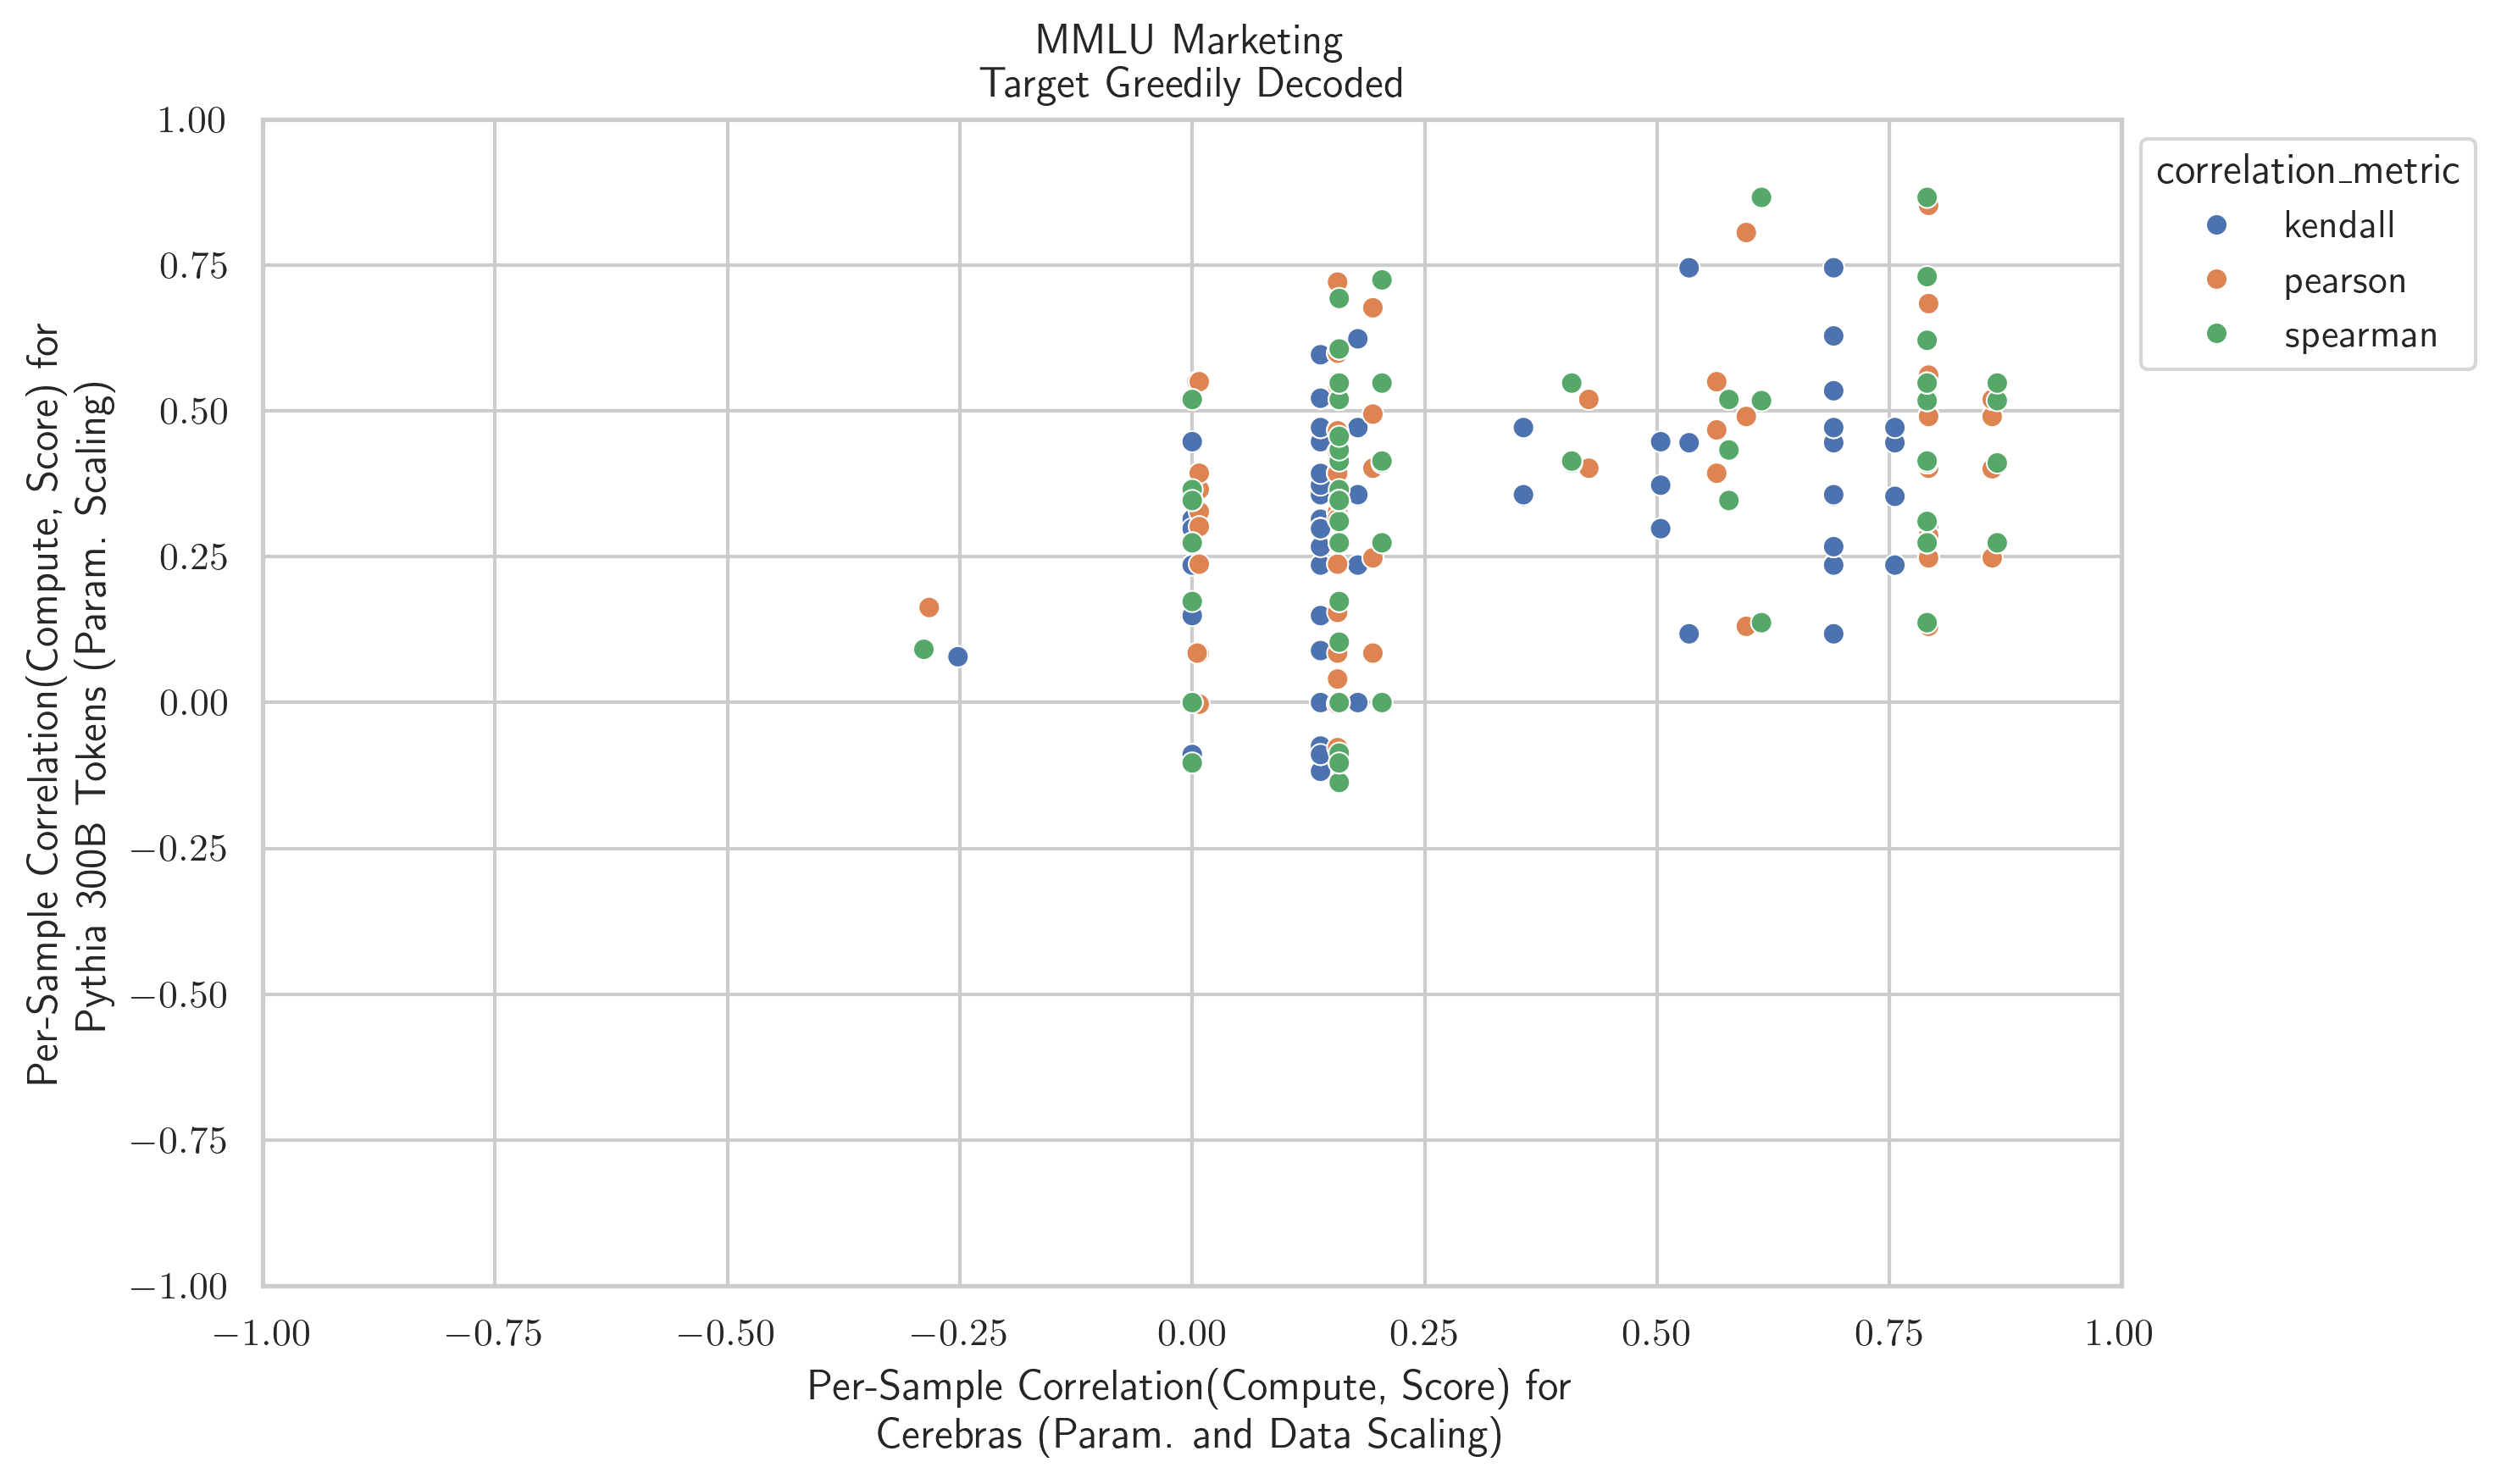 MMLU Marketing
Target Greedily Decoded
Per-Sample Correlation(Compute, Score) for
Pythia 300B Tokens (Param. Scaling)
1.00
0.75
0.50
0.25
0.00
−0.25
−0.50
−0.75
−1.00
−1.00 −0.75 −0.50 −0.25 0.00 0.25 0.50 0.75 1.00
Per-Sample Correlation(Compute, Score) for
Cerebras (Param. and Data Scaling)
correlation_metric
kendall
pearson
spearman